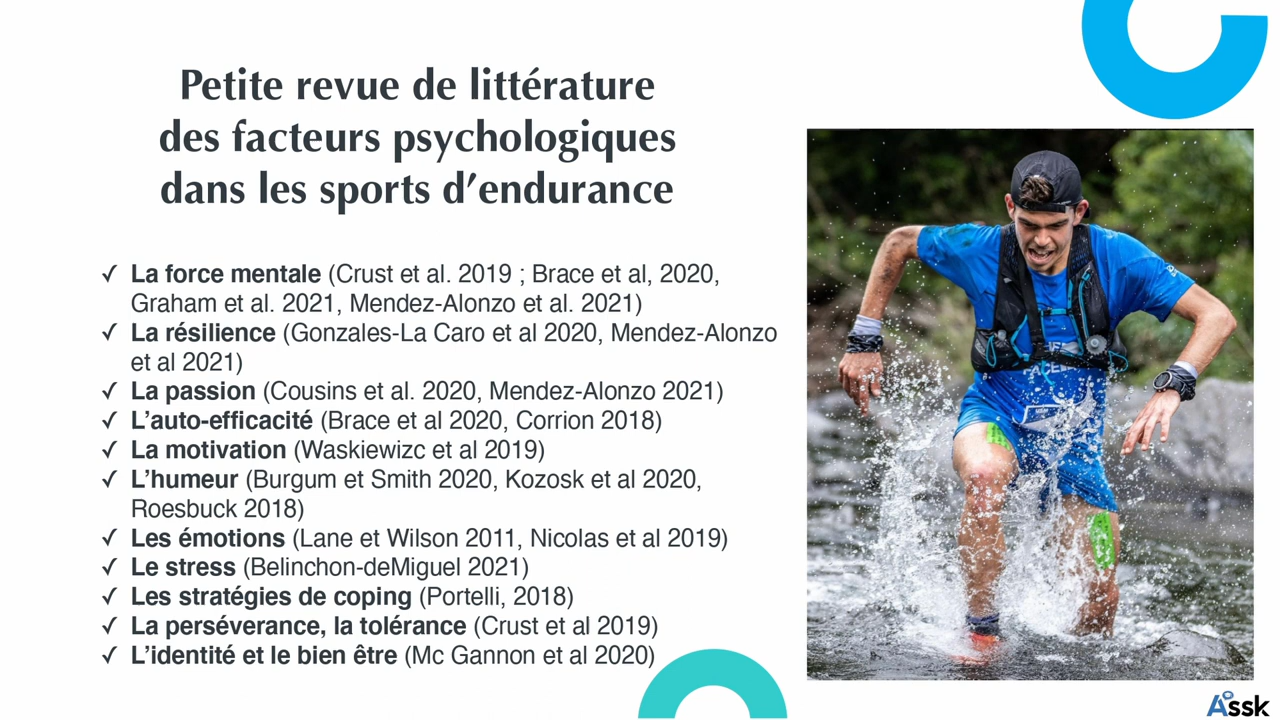 Petite revue de littérature
des facteurs psychologiques
dans les sports d’endurance
✓ La force mentale (Crust et al. 2019 ; Brace et al, 2020,
Graham et al. 2021, Mendez-Alonzo et al. 2021)
✓ La résilience (Gonzales-La Caro et al 2020, Mendez-Alonzo
et al 2021)
✓ La passion (Cousins et al. 2020, Mendez-Alonzo 2021)
✓ L’auto-efficacité (Brace et al 2020, Corrion 2018)
✓ La motivation (Waskiewizc et al 2019)
✓ L’humeur (Burgum et Smith 2020, Kozosk et al 2020,
Roesbuck 2018)
✓ Les émotions (Lane et Wilson 2011, Nicolas et al 2019)
✓ Le stress (Belinchon-deMiguel 2021)
✓ Les stratégies de coping (Portelli, 2018)
✓ La perséverance, la tolérance (Crust et al 2019)
✓ L’identité et le bien être (Mc Gannon et al 2020)
Assk